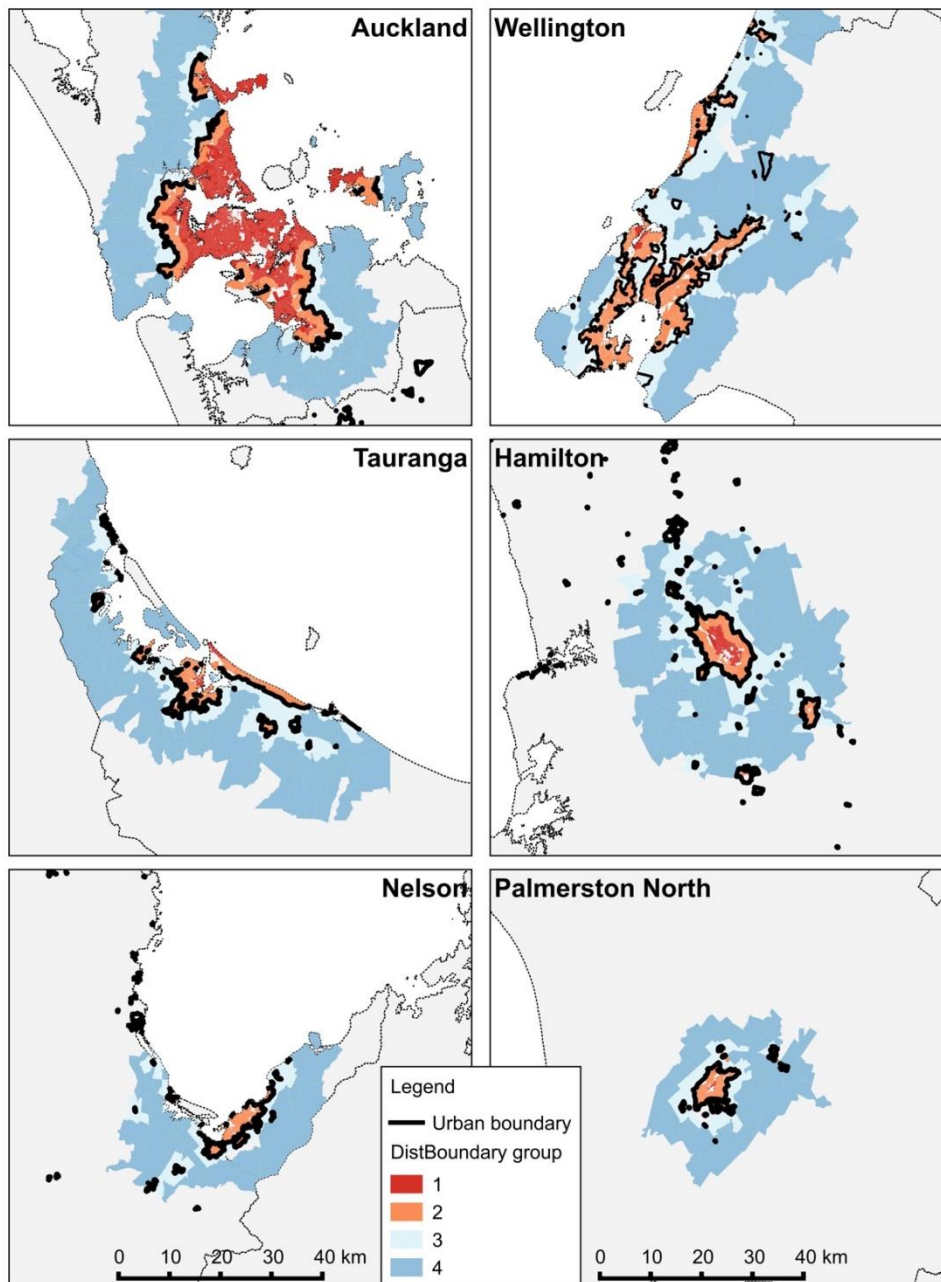 Auckland
Wellington
Tauranga
Hamilton
Nelson
Palmerston North
Legend
Urban boundary
DistBoundary group
1
2
3
4
0 10 20 30 40 km
0 10 20 30 40 km